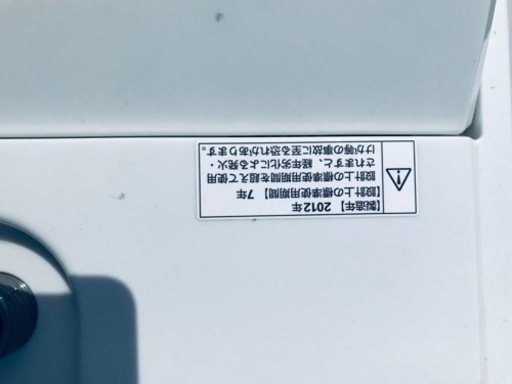 【製造年】2012年
【設計上の標準使用期間】7年
設計上の標準使用期間を超えて使用
されますと、経年劣化による発火・
けが等の事故に至る恐れがあります。